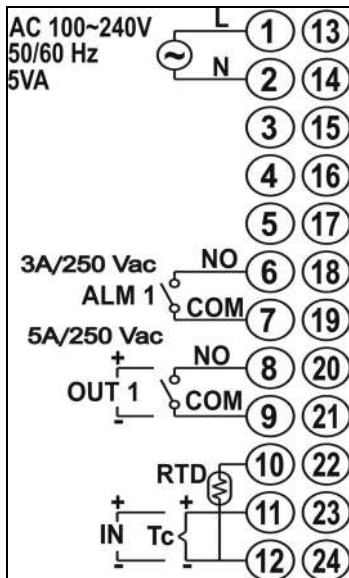 AC 100~240V L 1 13
50/60 Hz
5VA N 2 14
3 15
4 16
5 17
3A/250 Vac NO 6 18
ALM 1 COM 7 19
5A/250 Vac
+ NO 8 20
OUT 1 COM
- 9 21
10 22
RTD
+ + 11 23
IN Tc
- - 12 24